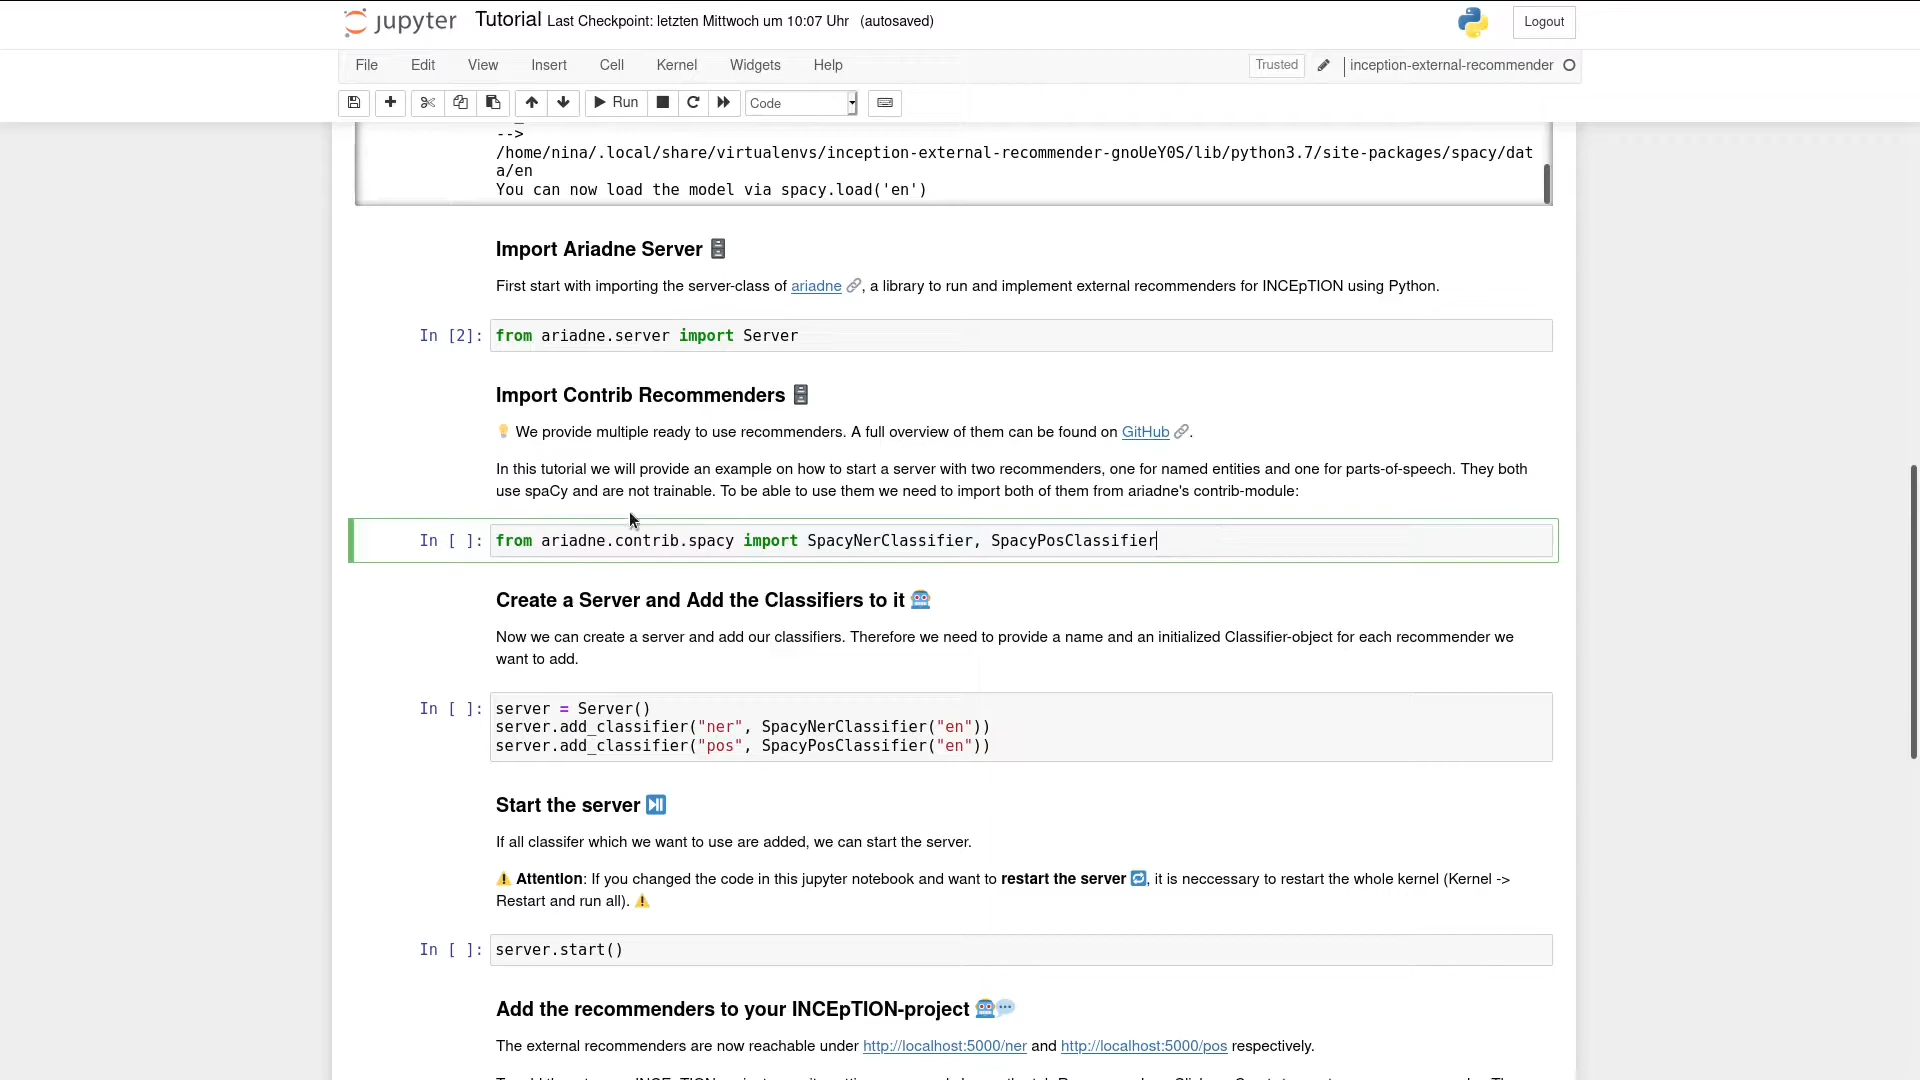 jupyter Tutorial Last Checkpoint: letzten Mittwoch um 10:07 Uhr (autosaved) Logout
File Edit View Insert Cell Kernel Widgets Help Trusted inception-external-recommender
Run Code
-->
/home/nina/.local/share/virtualenvs/inception-external-recommender-gnoUeY0S/lib/python3.7/site-packages/spacy/dat
a/en
You can now load the model via spacy.load('en')
Import Ariadne Server 🗄
First start with importing the server-class of ariadne 🔗, a library to run and implement external recommenders for INCEpTION using Python.
In [2]: from ariadne.server import Server
Import Contrib Recommenders 🗄
💡 We provide multiple ready to use recommenders. A full overview of them can be found on GitHub 🔗.
In this tutorial we will provide an example on how to start a server with two recommenders, one for named entities and one for parts-of-speech. They both
use spaCy and are not trainable. To be able to use them we need to import both of them from ariadne's contrib-module:
In [ ]: from ariadne.contrib.spacy import SpacyNerClassifier, SpacyPosClassifier
Create a Server and Add the Classifiers to it 🤖
Now we can create a server and add our classifiers. Therefore we need to provide a name and an initialized Classifier-object for each recommender we
want to add.
In [ ]: server = Server()
server.add_classifier("ner", SpacyNerClassifier("en"))
server.add_classifier("pos", SpacyPosClassifier("en"))
Start the server ⏯
If all classifer which we want to use are added, we can start the server.
⚠ Attention: If you changed the code in this jupyter notebook and want to restart the server 🔁, it is neccessary to restart the whole kernel (Kernel ->
Restart and run all). ⚠
In [ ]: server.start()
Add the recommenders to your INCEpTION-project 🤖💬
The external recommenders are now reachable under http://localhost:5000/ner and http://localhost:5000/pos respectively.